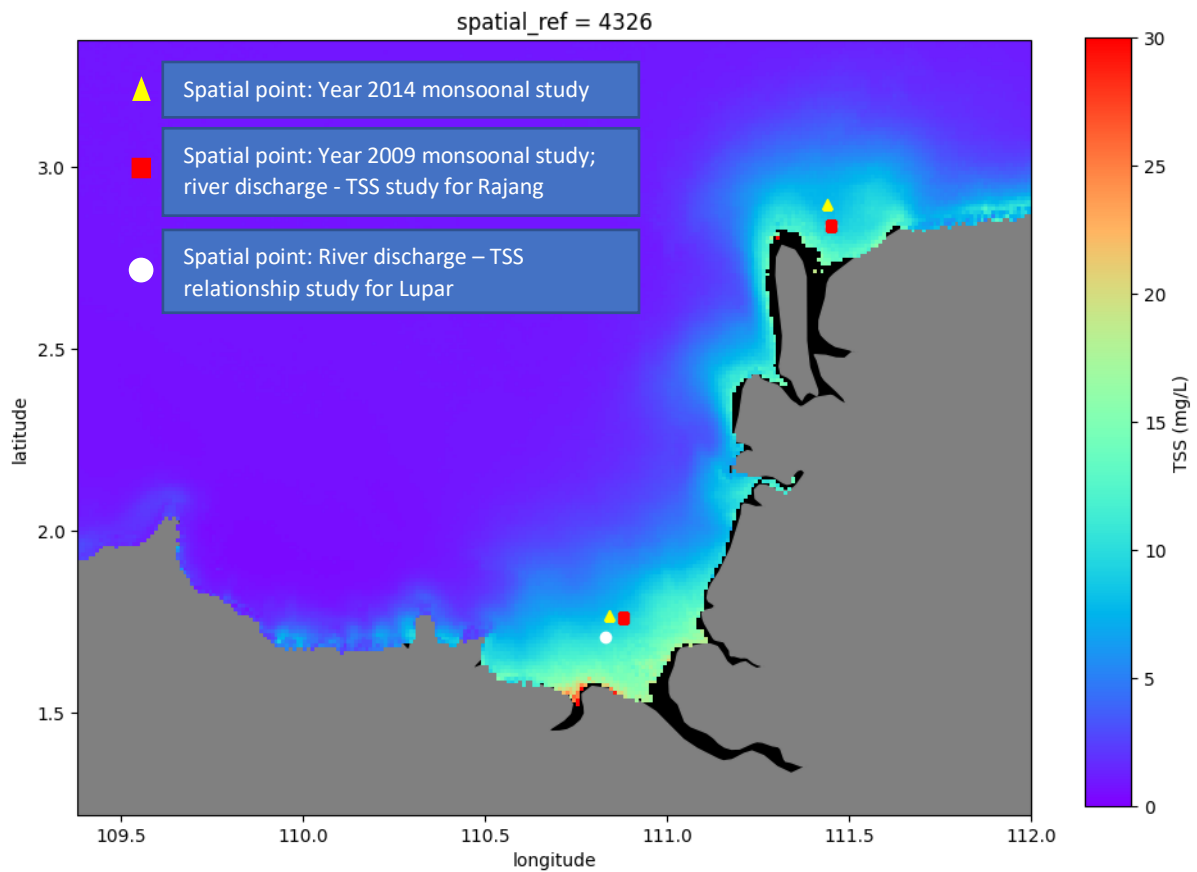 spatial_ref = 4326
Spatial point: Year 2014 monsoonal study
Spatial point: Year 2009 monsoonal study;
river discharge - TSS study for Rajang
Spatial point: River discharge – TSS
relationship study for Lupar
3.0
2.5
2.0
1.5
latitude
109.5
110.0
110.5
111.0
111.5
112.0
longitude
30
25
20
15
10
5
0
TSS (mg/L)